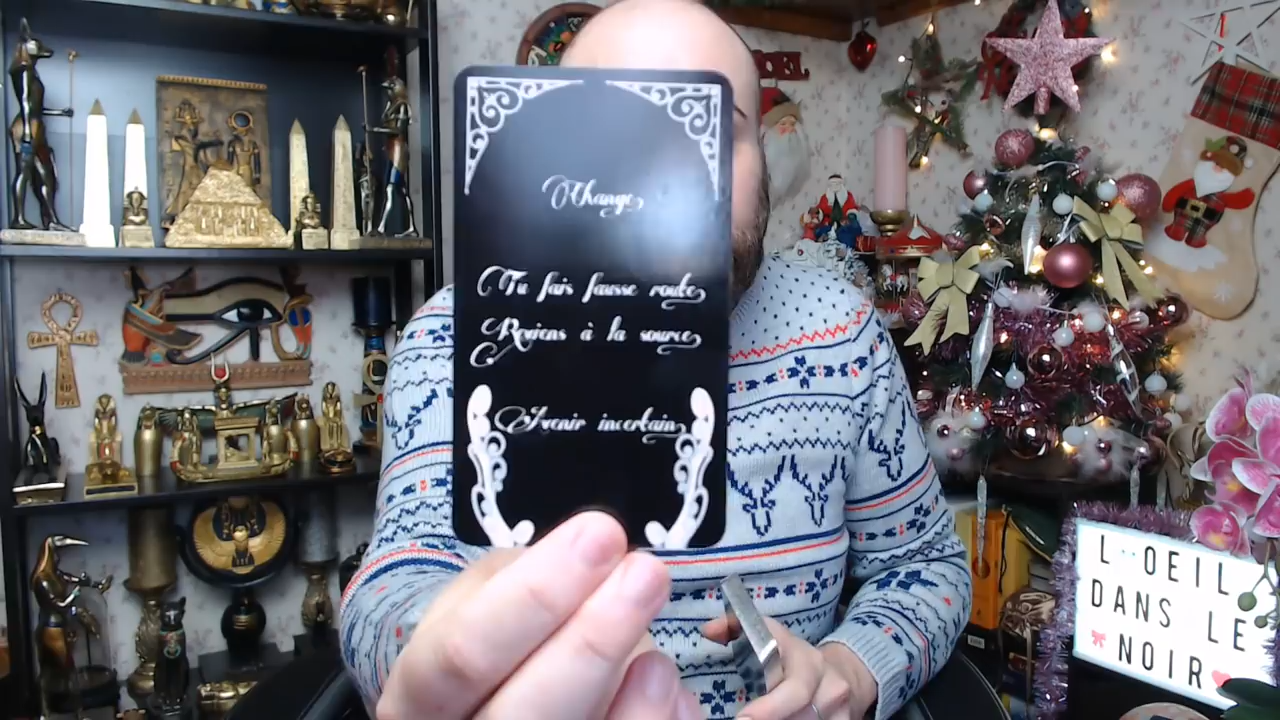 Change
Tu fais fausse route
Reviens à la source
Avenir incertain
L'OEIL
DANS LE
NOIR